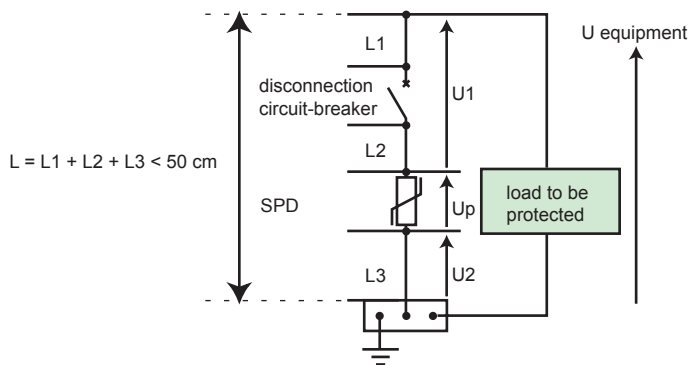 L1
U equipment
disconnection
circuit-breaker
U1
L = L1 + L2 + L3 < 50 cm
L2
SPD
Up
load to be
protected
L3
U2